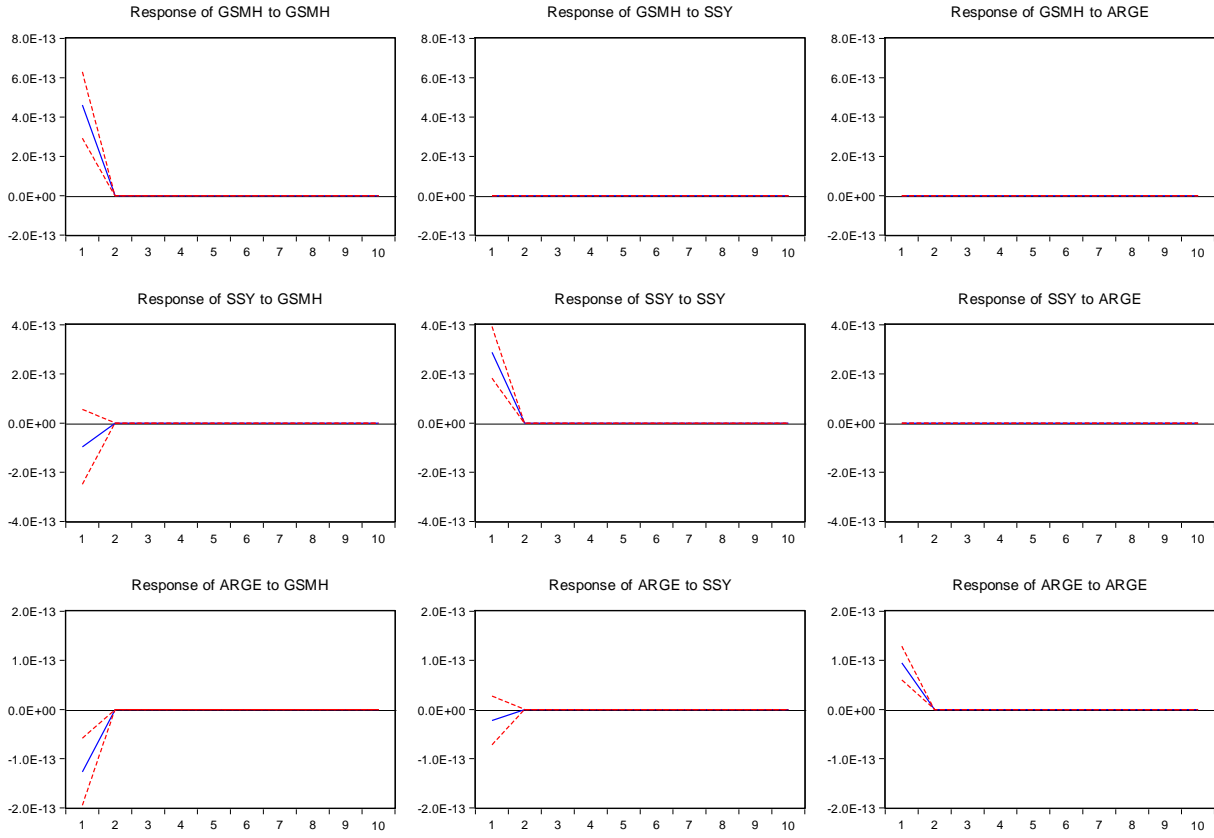 Response of GSMH to GSMH
8.0E-13
6.0E-13
4.0E-13
2.0E-13
0.0E+00
-2.0E-13
1 2 3 4 5 6 7 8 9 10
Response of GSMH to SSY
8.0E-13
6.0E-13
4.0E-13
2.0E-13
0.0E+00
-2.0E-13
1 2 3 4 5 6 7 8 9 10
Response of GSMH to ARGE
8.0E-13
6.0E-13
4.0E-13
2.0E-13
0.0E+00
-2.0E-13
1 2 3 4 5 6 7 8 9 10
Response of SSY to GSMH
4.0E-13
2.0E-13
0.0E+00
-2.0E-13
-4.0E-13
1 2 3 4 5 6 7 8 9 10
Response of SSY to SSY
4.0E-13
2.0E-13
0.0E+00
-2.0E-13
-4.0E-13
1 2 3 4 5 6 7 8 9 10
Response of SSY to ARGE
4.0E-13
2.0E-13
0.0E+00
-2.0E-13
-4.0E-13
1 2 3 4 5 6 7 8 9 10
Response of ARGE to GSMH
2.0E-13
1.0E-13
0.0E+00
-1.0E-13
-2.0E-13
1 2 3 4 5 6 7 8 9 10
Response of ARGE to SSY
2.0E-13
1.0E-13
0.0E+00
-1.0E-13
-2.0E-13
1 2 3 4 5 6 7 8 9 10
Response of ARGE to ARGE
2.0E-13
1.0E-13
0.0E+00
-1.0E-13
-2.0E-13
1 2 3 4 5 6 7 8 9 10